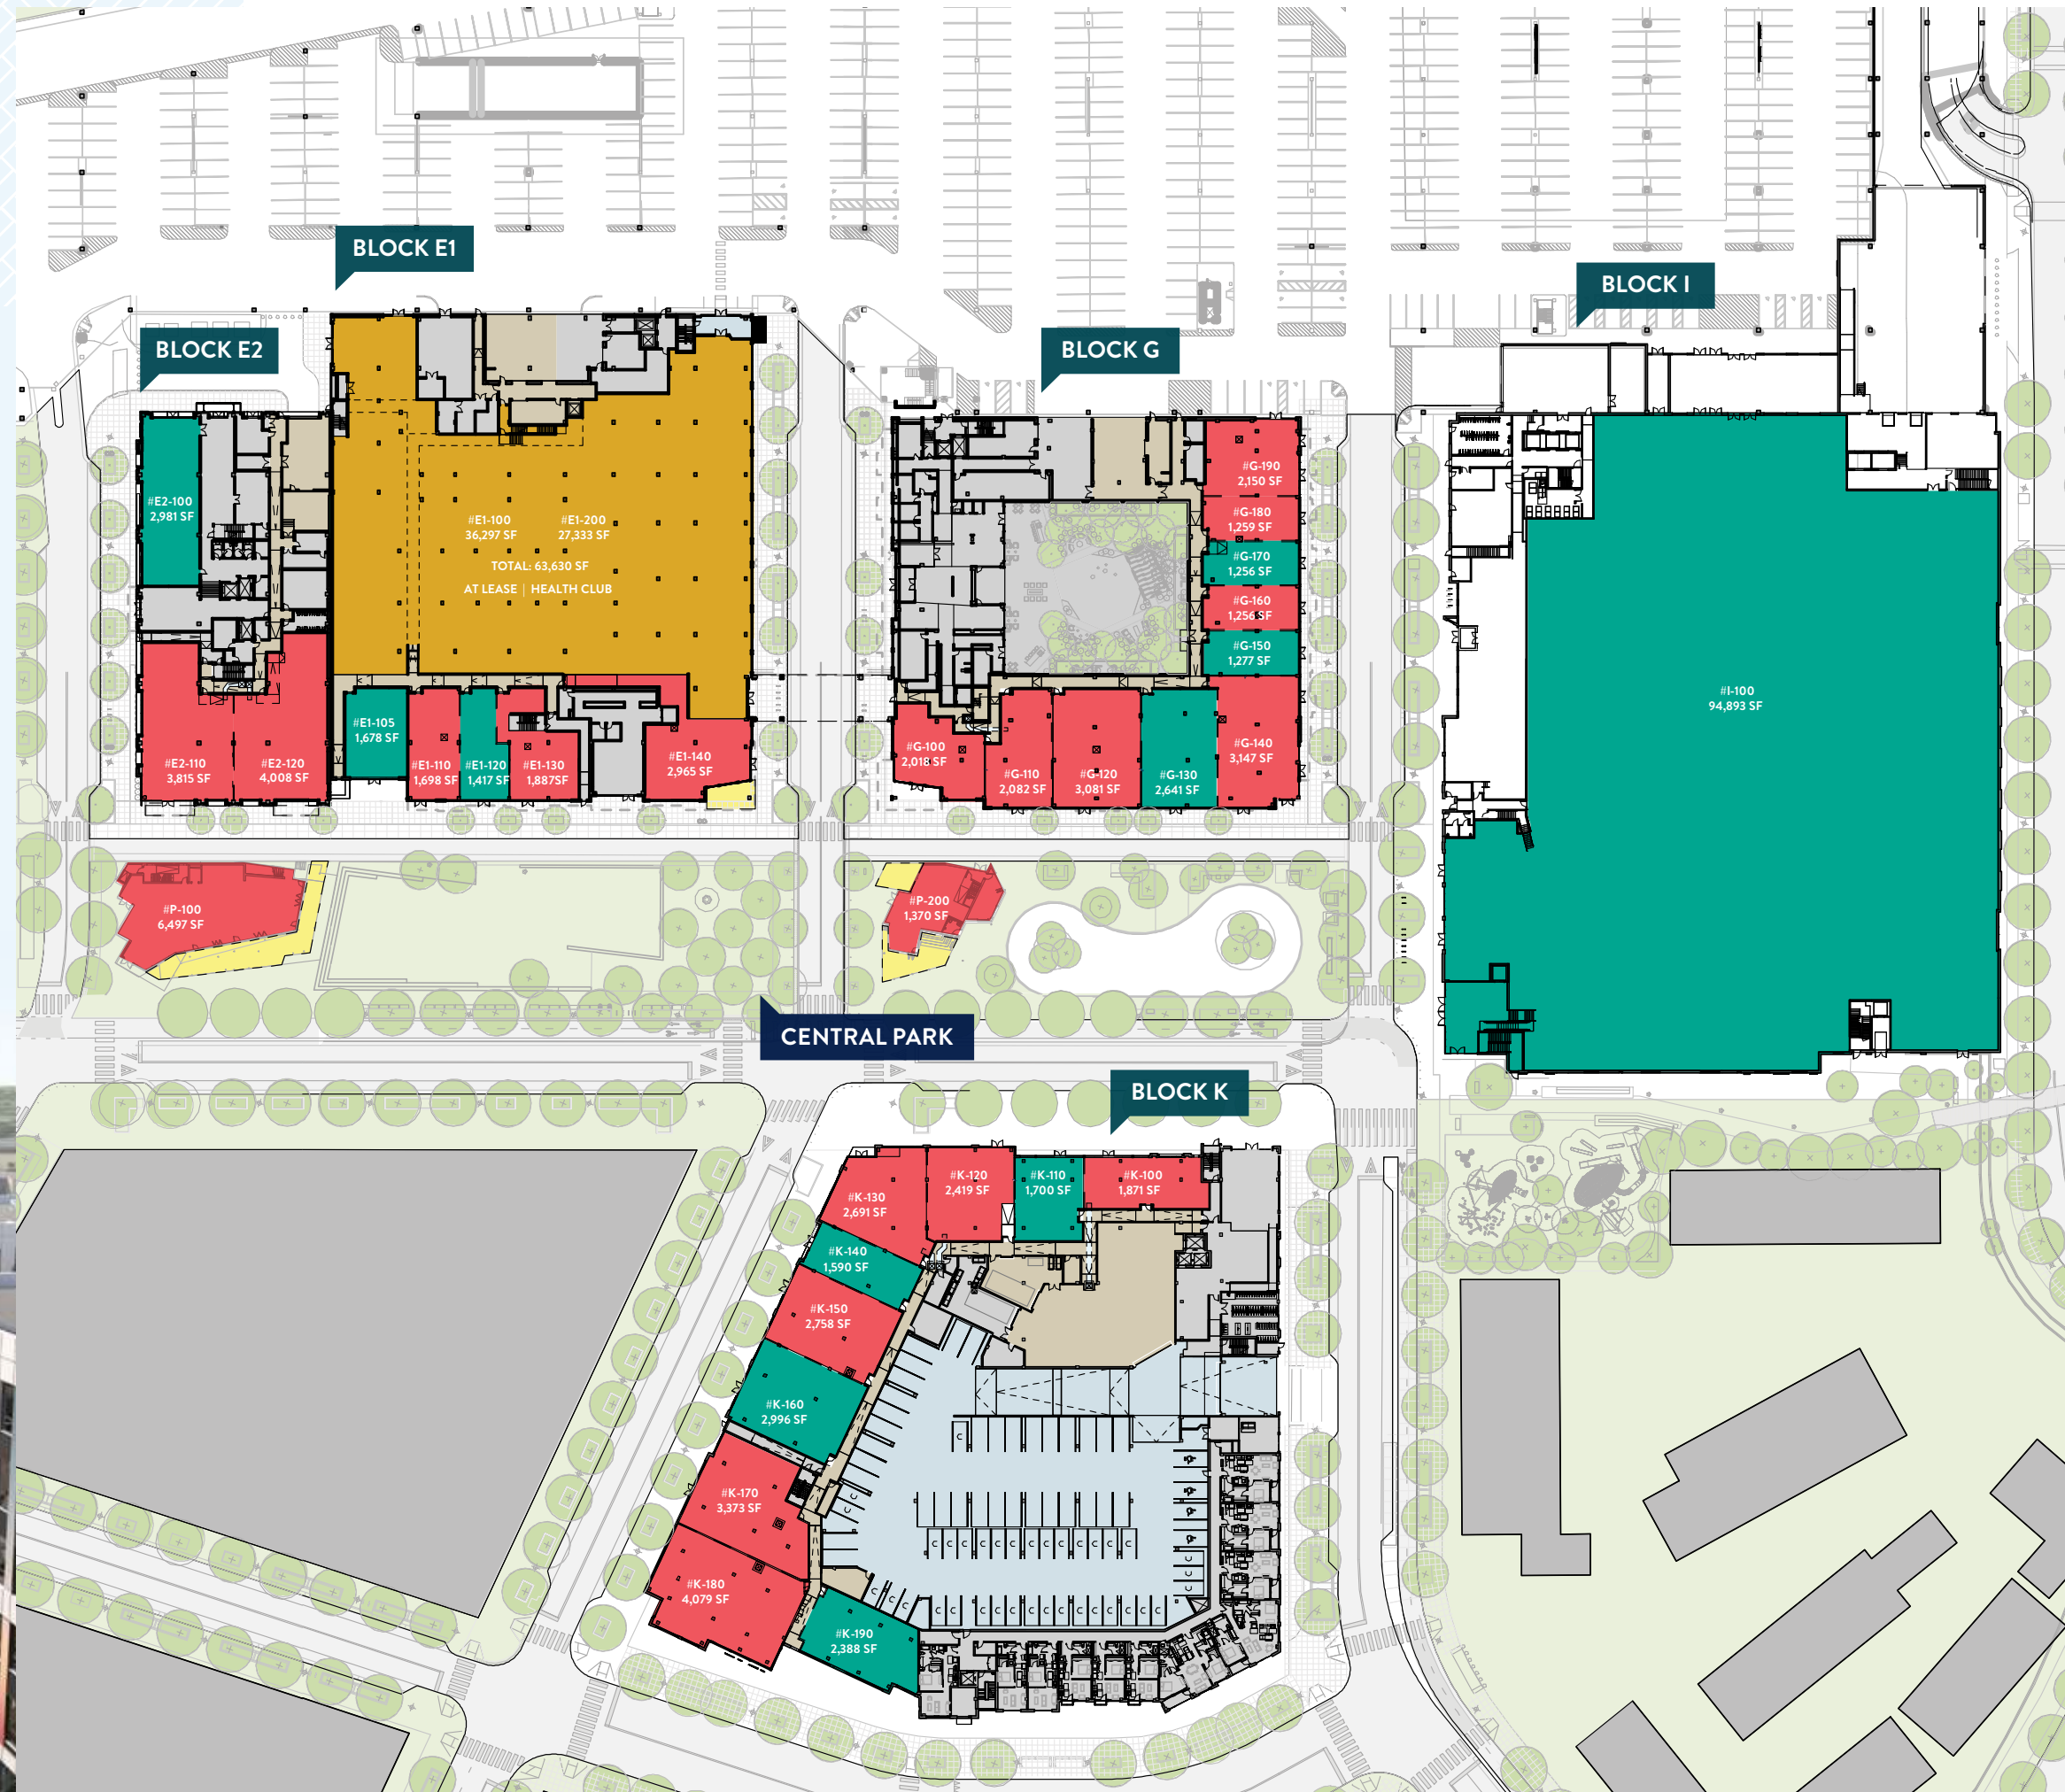 BLOCK E1
BLOCK I
BLOCK E2
BLOCK G
#E2-100
2,981 SF
#E1-100
36,297 SF
#E1-200
27,333 SF
TOTAL: 63,630 SF
AT LEASE | HEALTH CLUB
#E2-110
3,815 SF
#E2-120
4,008 SF
#E1-105
1,678 SF
#E1-110
1,698 SF
#E1-120
1,417 SF
#E1-130
1,887SF
#E1-140
2,965 SF
#G-190
2,150 SF
#G-180
1,259 SF
#G-170
1,256 SF
#G-160
1,256 SF
#G-150
1,277 SF
#G-100
2,018 SF
#G-110
2,082 SF
#G-120
3,081 SF
#G-130
2,641 SF
#G-140
3,147 SF
#I-100
94,893 SF
#P-100
6,497 SF
#P-200
1,370 SF
CENTRAL PARK
BLOCK K
#K-130
2,691 SF
#K-120
2,419 SF
#K-110
1,700 SF
#K-100
1,871 SF
#K-140
1,590 SF
#K-150
2,758 SF
#K-160
2,996 SF
#K-170
3,373 SF
#K-180
4,079 SF
#K-190
2,388 SF
C
C
C C C C C C C C C C C C C C
C C
C C C
C C C C C C C C C C C C C C C